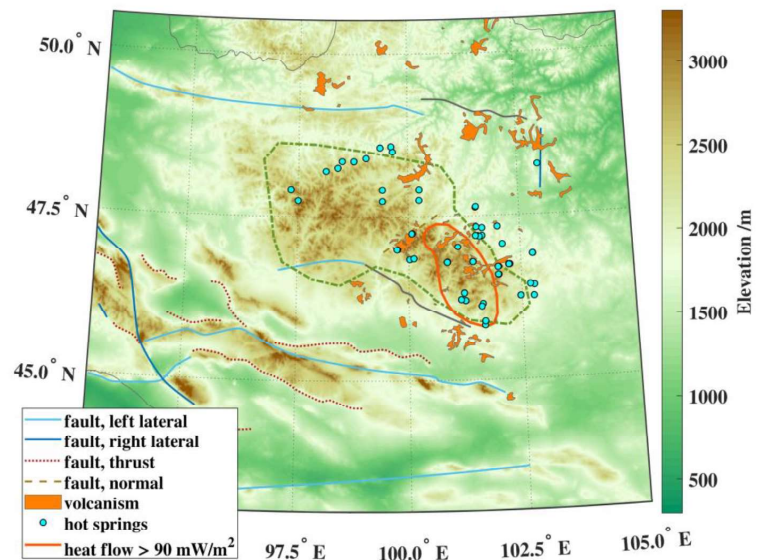 50.0° N
47.5° N
45.0° N
97.5° E
100.0° E
102.5° E
105.0° E
fault, left lateral
fault, right lateral
fault, thrust
fault, normal
volcanism
hot springs
heat flow > 90 mW/m²
3000
2500
2000
1500
1000
500
Elevation /m